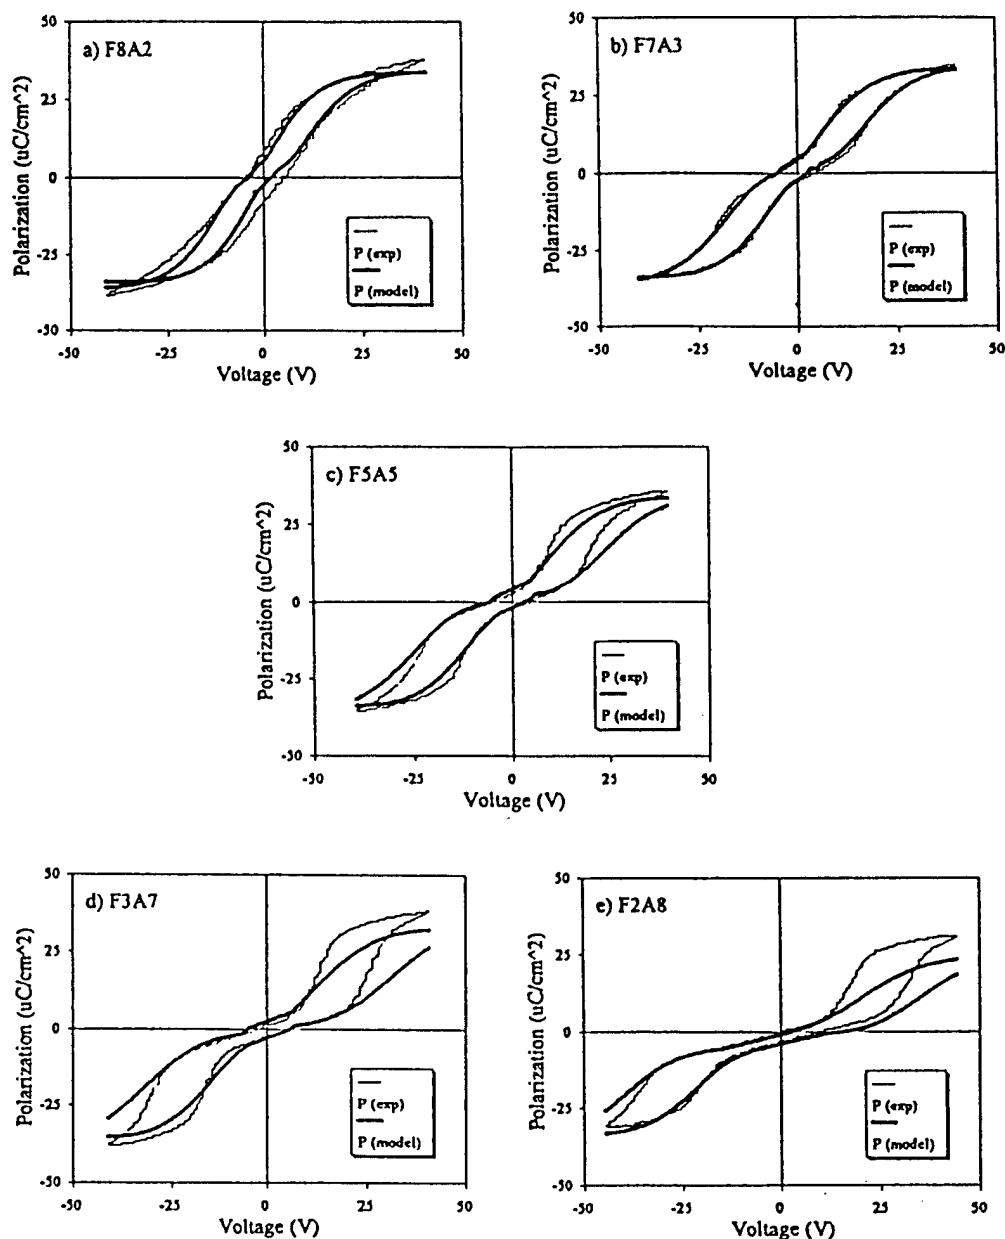 a) F8A2
50
25
0
-25
-50
-50
-25
0
25
50
Polarization (uC/cm^2)
Voltage (V)
P (exp)
P (model)
b) F7A3
50
25
0
-25
-50
-50
-25
0
25
50
Polarization (uC/cm^2)
Voltage (V)
P (exp)
P (model)
c) F5A5
50
25
0
-25
-50
-50
-25
0
25
50
Polarization (uC/cm^2)
Voltage (V)
P (exp)
P (model)
d) F3A7
50
25
0
-25
-50
-50
-25
0
25
50
Polarization (uC/cm^2)
Voltage (V)
P (exp)
P (model)
e) F2A8
50
25
0
-25
-50
-50
-25
0
25
50
Polarization (uC/cm^2)
Voltage (V)
P (exp)
P (model)